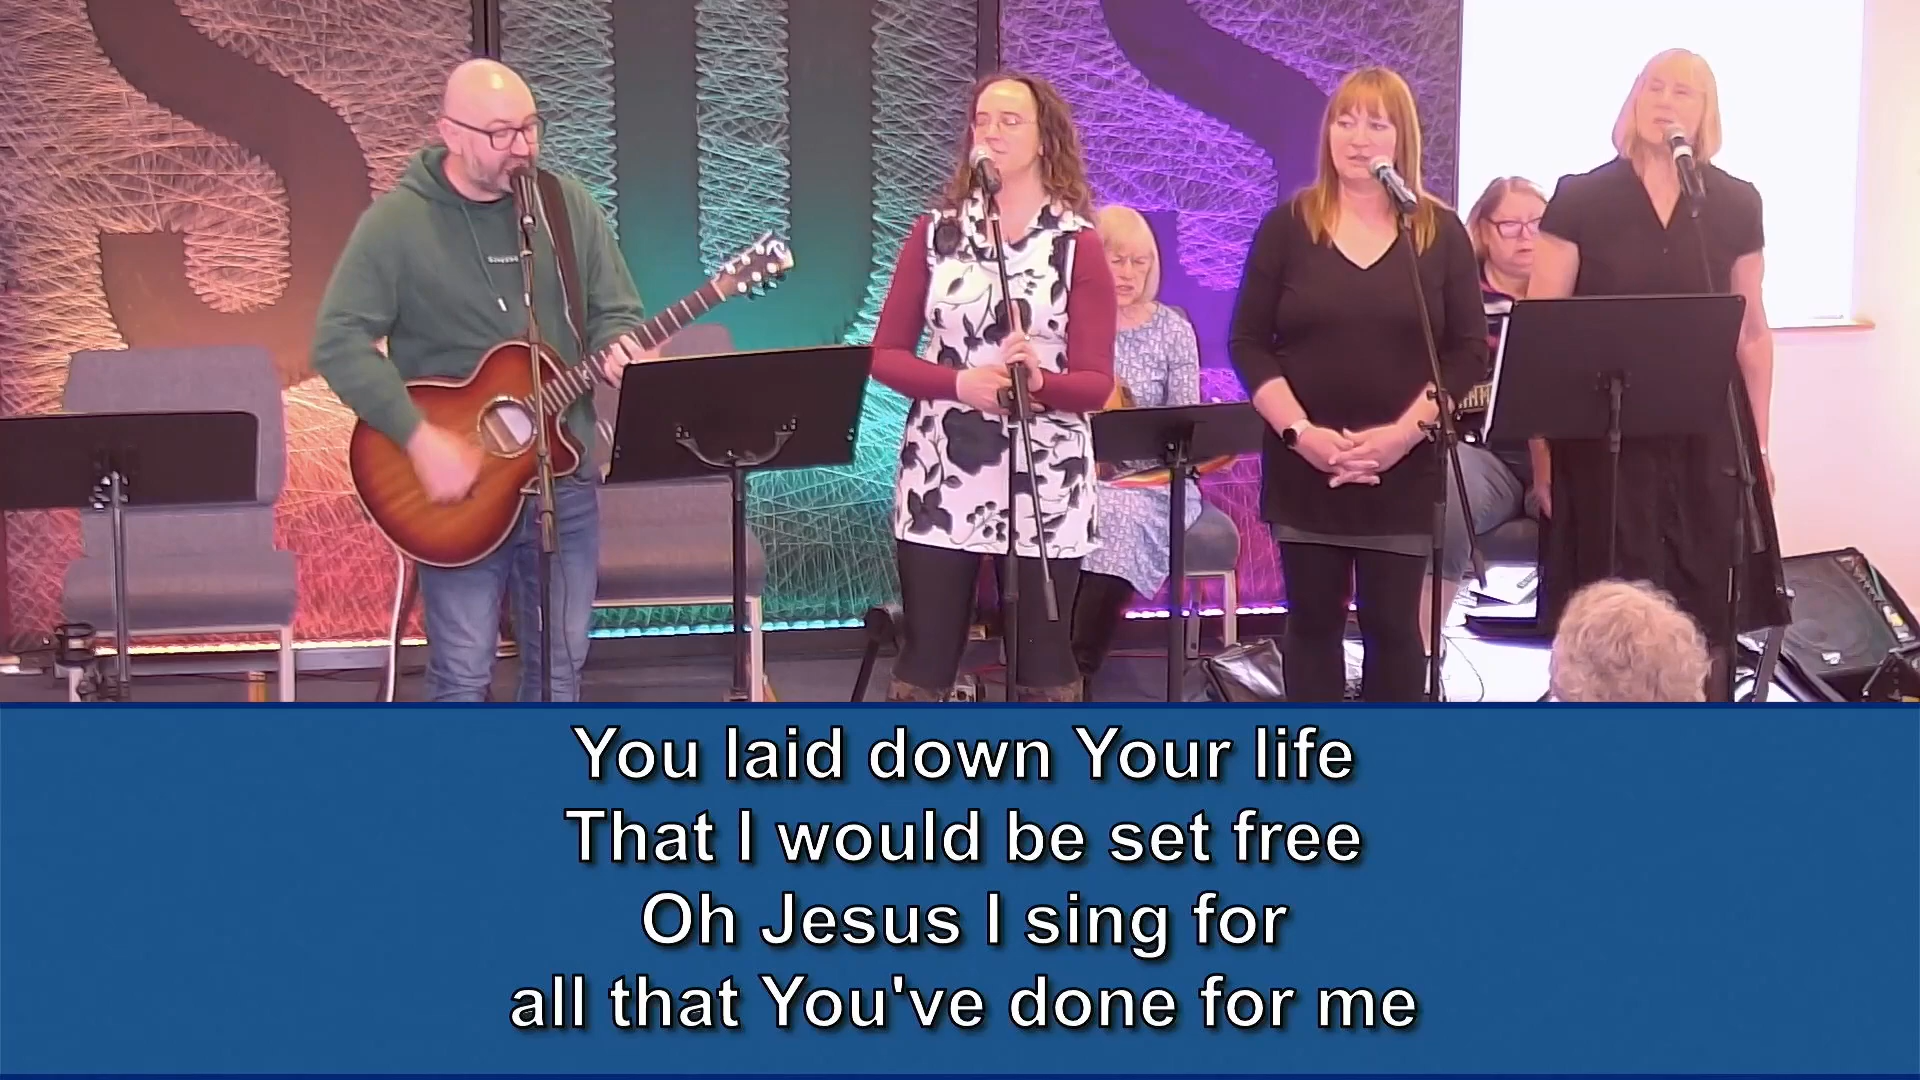 You laid down Your life
That I would be set free
Oh Jesus I sing for
all that You've done for me